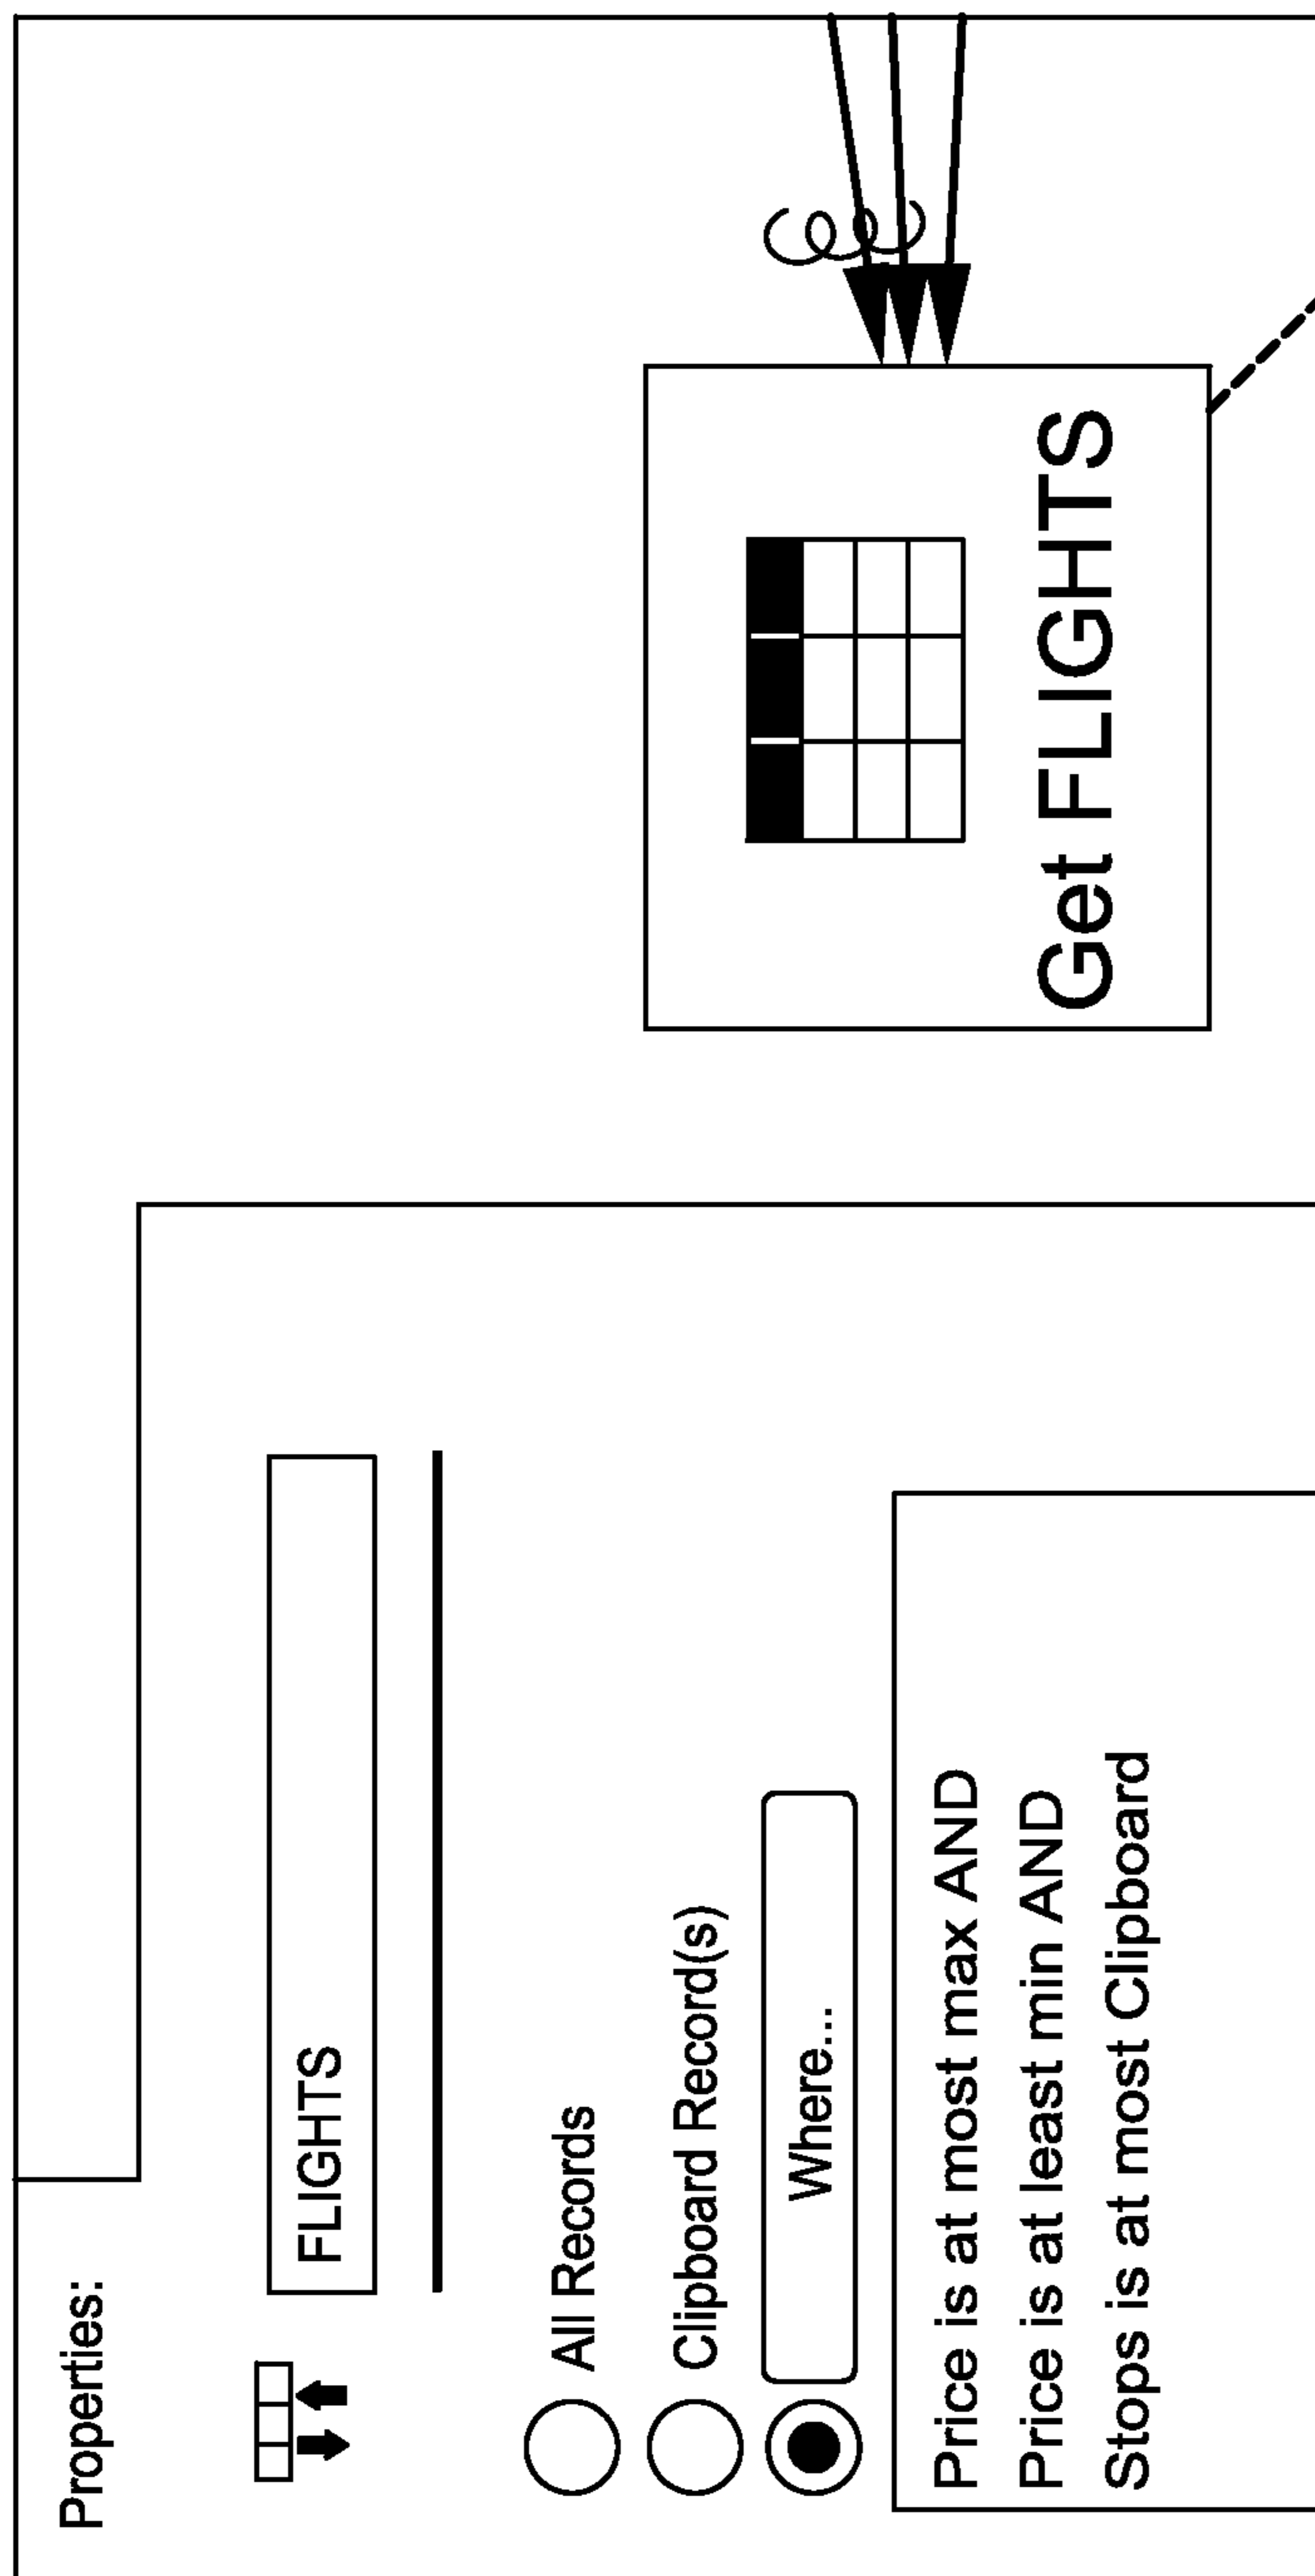 Properties:
FLIGHTS
All Records
Clipboard Record(s)
Where...
Price is at most max AND
Price is at least min AND
Stops is at most Clipboard
Get FLIGHTS